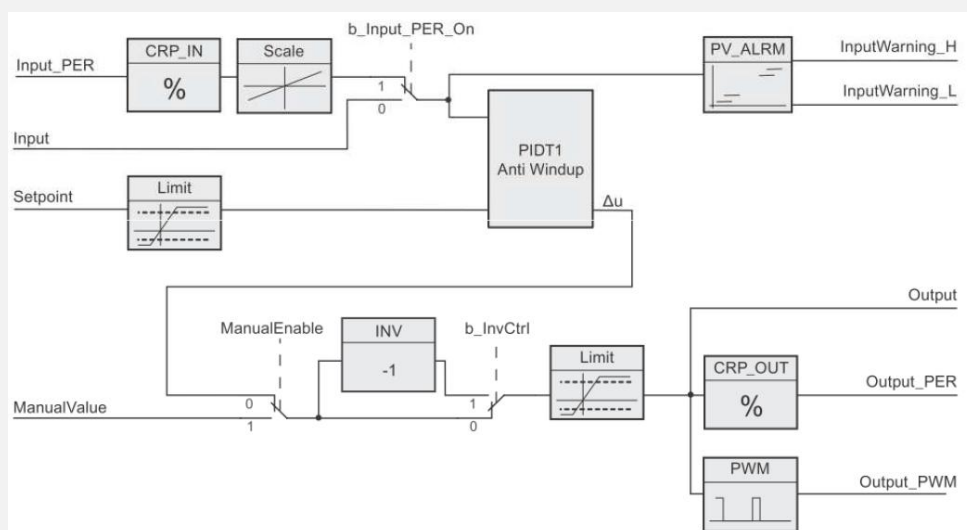 b_Input_PER_On
CRP_IN
Scale
PV_ALRM
InputWarning_H
Input_PER
%
1
0
InputWarning_L
Input
PIDT1
Anti Windup
Setpoint
Limit
Δu
Output
ManualEnable
INV
b_InvCtrl
-1
Limit
CRP_OUT
%
Output_PER
ManualValue
0
1
1
0
PWM
Output_PWM